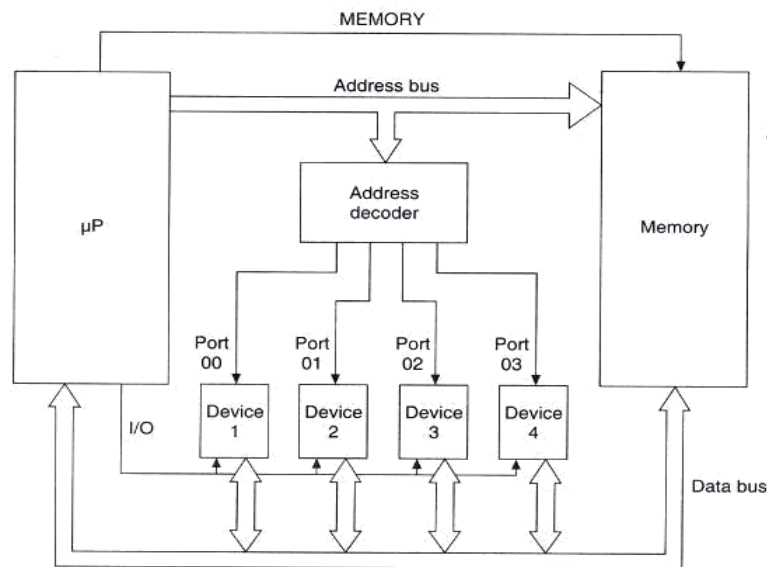 MEMORY
Address bus
Address
decoder
µP
Memory
Port
00
Port
01
Port
02
Port
03
I/O
Device
1
Device
2
Device
3
Device
4
Data bus